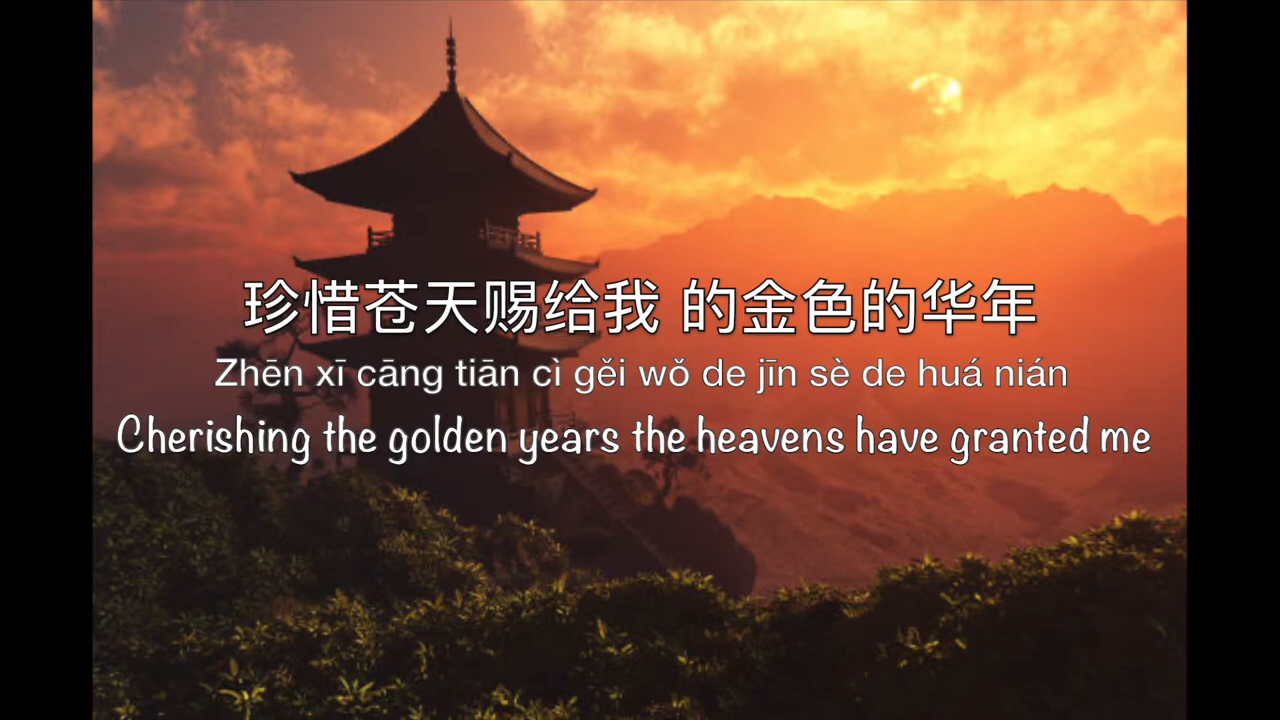 珍惜苍天赐给我 的金色的华年
Zhēn xī cāng tiān cì gěi wǒ de jīn sè de huá nián
Cherishing the golden years the heavens have granted me